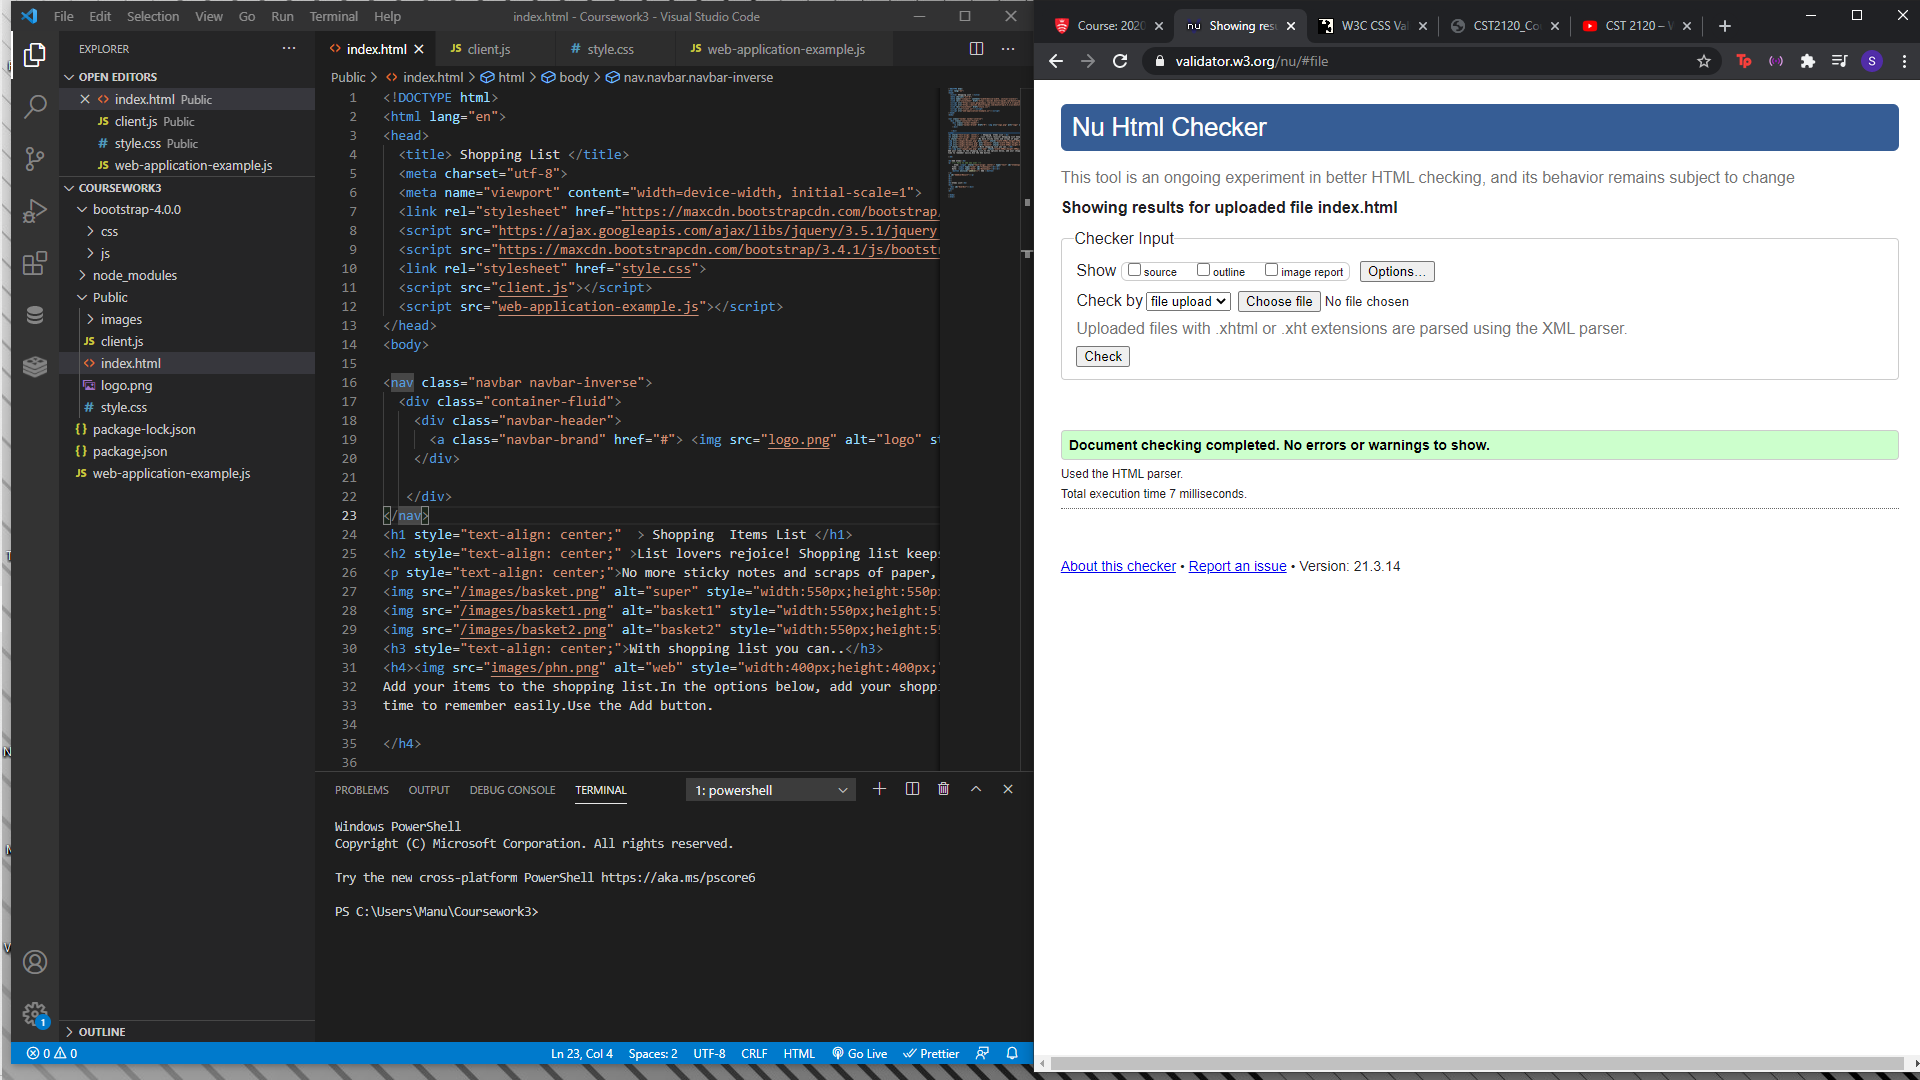 File Edit Selection View Go Run Terminal Help
index.html - Coursework3 - Visual Studio Code
EXPLORER
OPEN EDITORS
index.html Public
client.js Public
style.css Public
web-application-example.js
COURSEWORK3
bootstrap-4.0.0
css
js
node_modules
Public
images
client.js
index.html
logo.png
style.css
package-lock.json
package.json
web-application-example.js
OUTLINE
index.html client.js style.css web-application-example.js
Public > index.html > html > body > nav.navbar.navbar-inverse
1 <!DOCTYPE html>
2 <html lang="en">
3 <head>
4 <title> Shopping List </title>
5 <meta charset="utf-8">
6 <meta name="viewport" content="width=device-width, initial-scale=1">
7 <link rel="stylesheet" href="https://maxcdn.bootstrapcdn.com/bootstrap/
8 <script src="https://ajax.googleapis.com/ajax/libs/jquery/3.5.1/jquery
9 <script src="https://maxcdn.bootstrapcdn.com/bootstrap/3.4.1/js/bootst
10 <link rel="stylesheet" href="style.css">
11 <script src="client.js"></script>
12 <script src="web-application-example.js"></script>
13 </head>
14 <body>
15
16 <nav class="navbar navbar-inverse">
17 <div class="container-fluid">
18 <div class="navbar-header">
19 <a class="navbar-brand" href="#"> <img src="logo.png" alt="logo" st
20 </div>
21
22 </div>
23 </nav>
24 <h1 style="text-align: center;" > Shopping Items List </h1>
25 <h2 style="text-align: center;" >List lovers rejoice! Shopping list keeps
26 <p style="text-align: center;">No more sticky notes and scraps of paper,
27 <img src="/images/basket.png" alt="super" style="width:550px;height:550p
28 <img src="/images/basket1.png" alt="basket1" style="width:550px;height:55
29 <img src="/images/basket2.png" alt="basket2" style="width:550px;height:55
30 <h3 style="text-align: center;">With shopping list you can..</h3>
31 <h4><img src="images/phn.png" alt="web" style="width:400px;height:400px;"
32 Add your items to the shopping list.In the options below, add your shoppi
33 time to remember easily.Use the Add button.
34
35 </h4>
36
PROBLEMS OUTPUT DEBUG CONSOLE TERMINAL 1: powershell
Windows PowerShell
Copyright (C) Microsoft Corporation. All rights reserved.
Try the new cross-platform PowerShell https://aka.ms/pscore6
PS C:\Users\Manu\Coursework3>
1
0 0 Ln 23, Col 4 Spaces: 2 UTF-8 CRLF HTML Go Live Prettier
Course: 2020 nu Showing resu W3C CSS Val CST2120_Co CST 2120 –
validator.w3.org/nu/#file
Tp S
Nu Html Checker
This tool is an ongoing experiment in better HTML checking, and its behavior remains subject to change
Showing results for uploaded file index.html
Checker Input
Show source outline image report Options...
Check by file upload Choose file No file chosen
Uploaded files with .xhtml or .xht extensions are parsed using the XML parser.
Check
Document checking completed. No errors or warnings to show.
Used the HTML parser.
Total execution time 7 milliseconds.
About this checker • Report an issue • Version: 21.3.14